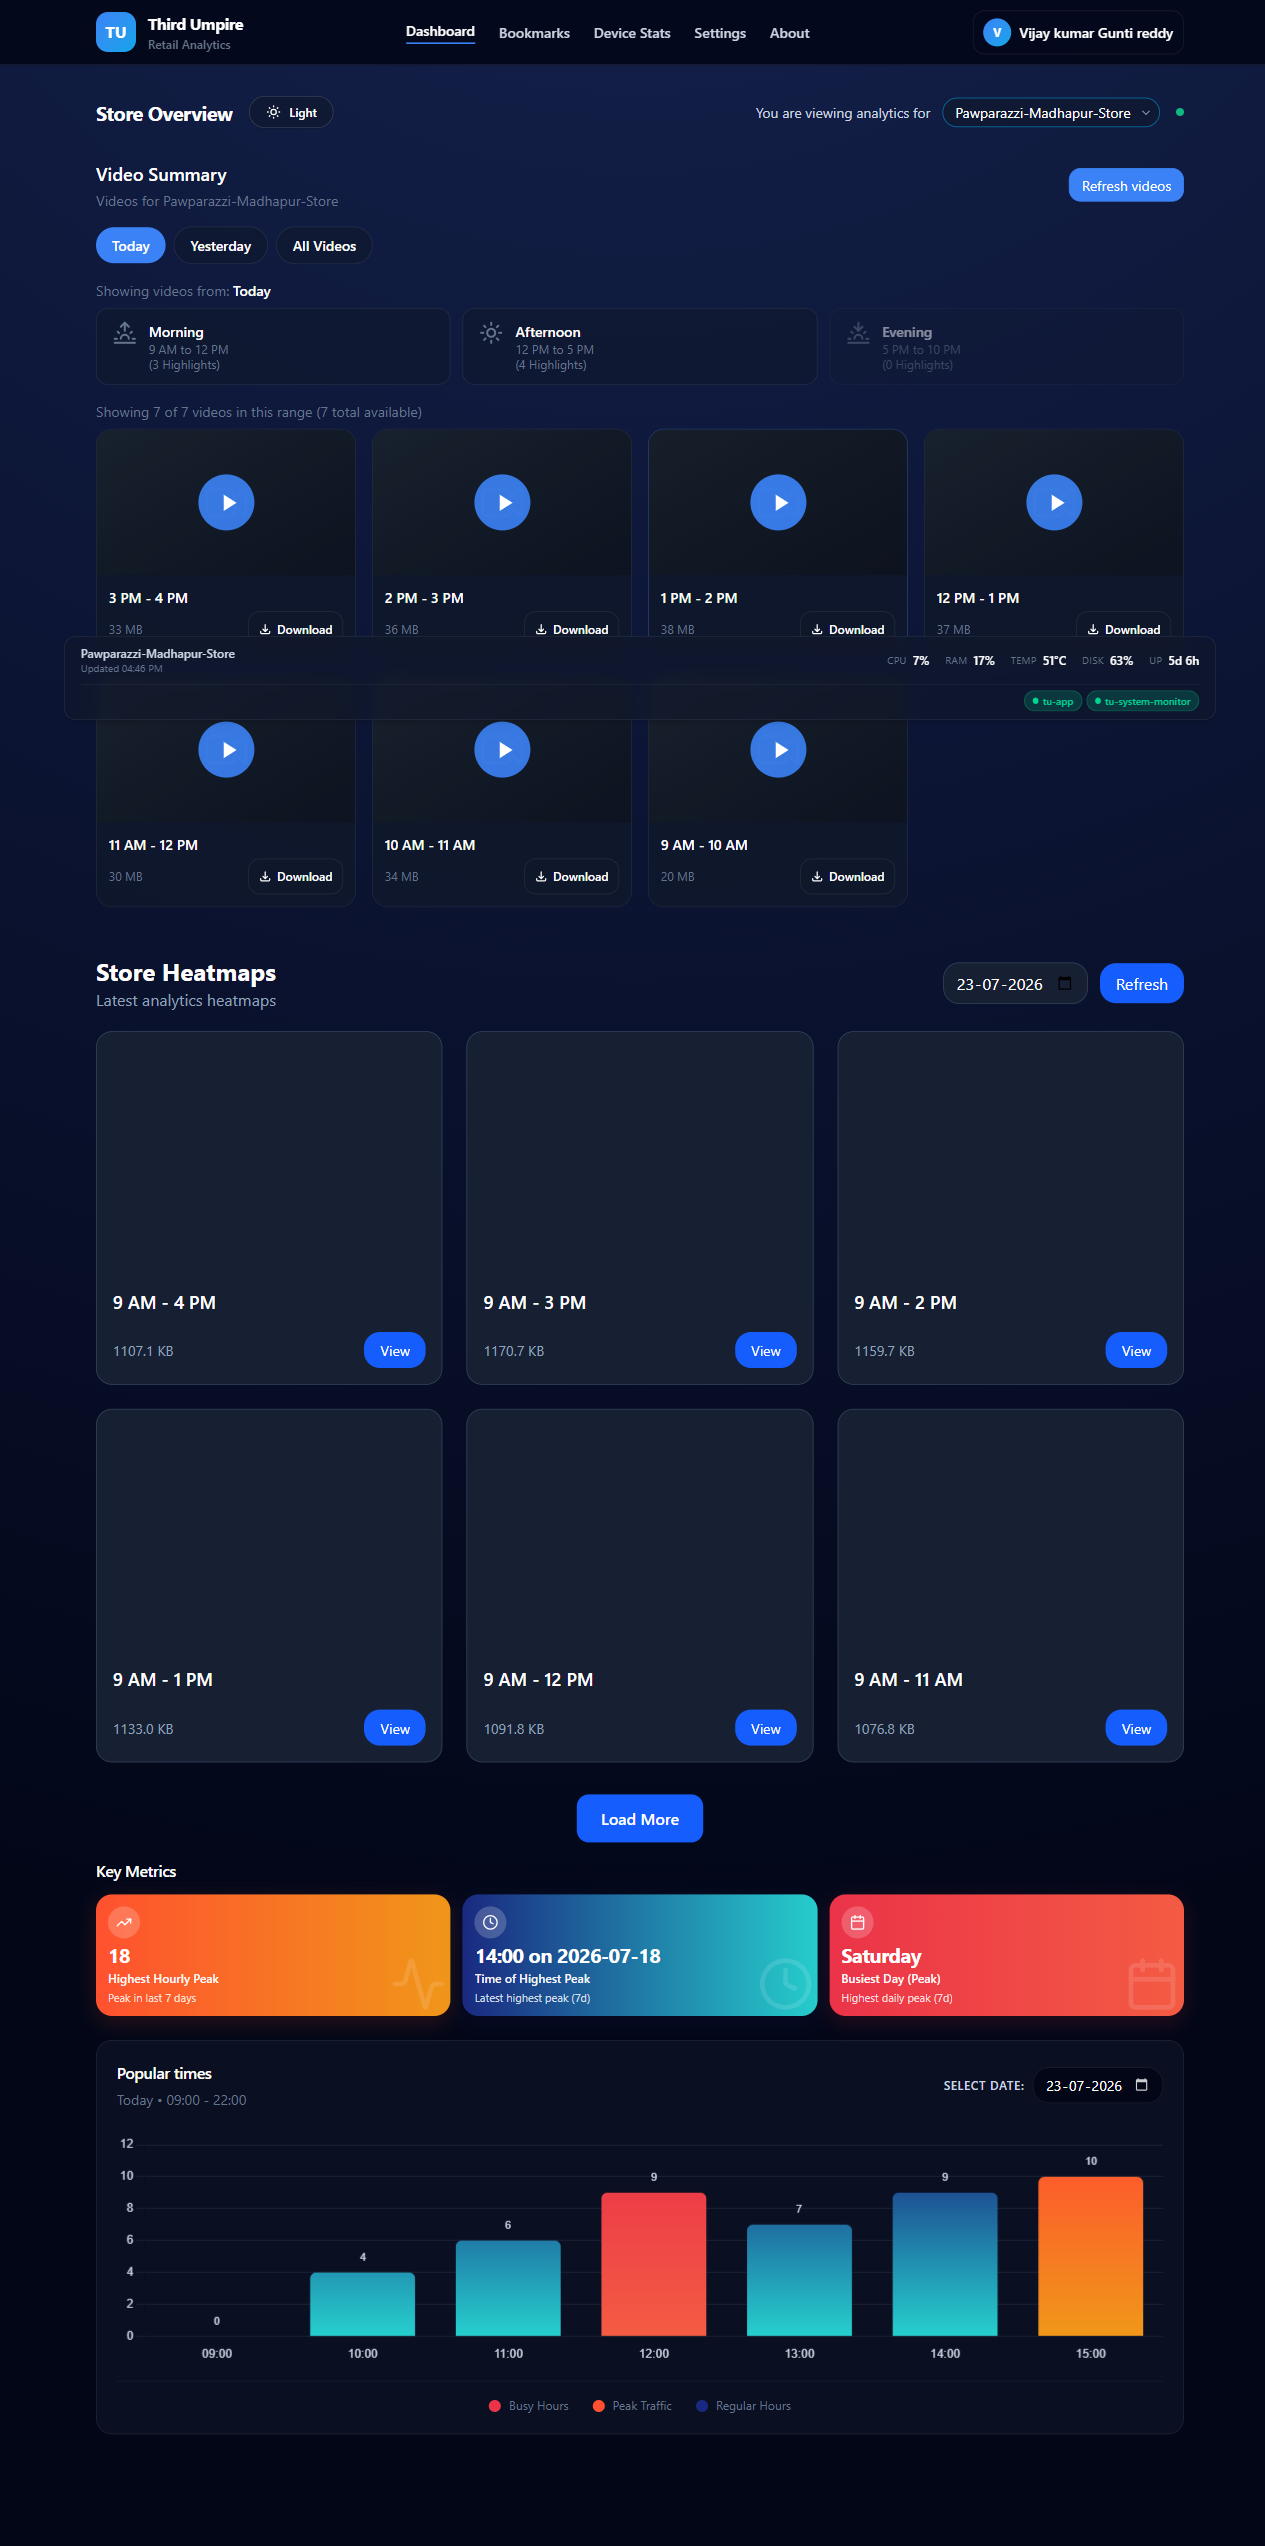 TU
Third Umpire
Retail Analytics
Dashboard
Bookmarks
Device Stats
Settings
About
V
Vijay kumar Gunti reddy
Store Overview
Light
You are viewing analytics for
Pawparazzi-Madhapur-Store
Video Summary
Videos for Pawparazzi-Madhapur-Store
Refresh videos
Today
Yesterday
All Videos
Showing videos from: Today
Morning
9 AM to 12 PM
(3 Highlights)
Afternoon
12 PM to 5 PM
(4 Highlights)
Evening
5 PM to 10 PM
(0 Highlights)
Showing 7 of 7 videos in this range (7 total available)
3 PM - 4 PM
33 MB
Download
2 PM - 3 PM
36 MB
Download
1 PM - 2 PM
38 MB
Download
12 PM - 1 PM
37 MB
Download
Pawparazzi-Madhapur-Store
Updated 04:46 PM
CPU 7%
RAM 17%
TEMP 51°C
DISK 63%
UP 5d 6h
tu-app
tu-system-monitor
11 AM - 12 PM
30 MB
Download
10 AM - 11 AM
34 MB
Download
9 AM - 10 AM
20 MB
Download
Store Heatmaps
Latest analytics heatmaps
23-07-2026
Refresh
9 AM - 4 PM
1107.1 KB
View
9 AM - 3 PM
1170.7 KB
View
9 AM - 2 PM
1159.7 KB
View
9 AM - 1 PM
1133.0 KB
View
9 AM - 12 PM
1091.8 KB
View
9 AM - 11 AM
1076.8 KB
View
Load More
Key Metrics
18
Highest Hourly Peak
Peak in last 7 days
14:00 on 2026-07-18
Time of Highest Peak
Latest highest peak (7d)
Saturday
Busiest Day (Peak)
Highest daily peak (7d)
Popular times
Today • 09:00 - 22:00
SELECT DATE:
23-07-2026
12
10
8
6
4
2
0
0
4
6
9
7
9
10
09:00
10:00
11:00
12:00
13:00
14:00
15:00
Busy Hours
Peak Traffic
Regular Hours